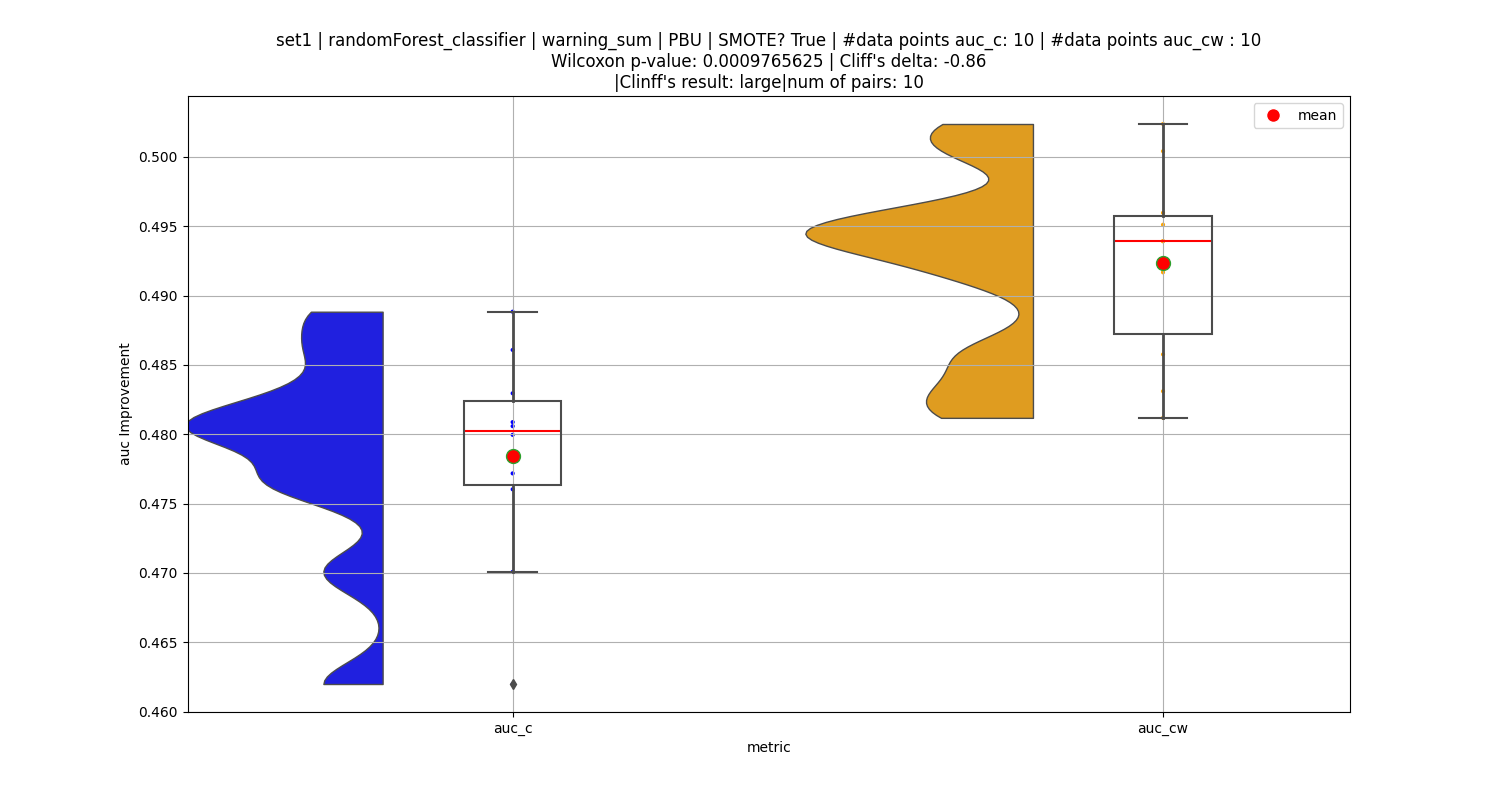 set1 | randomForest_classifier | warning_sum | PBU | SMOTE? True | #data points auc_c: 10 | #data points auc_cw : 10
Wilcoxon p-value: 0.0009765625 | Cliff's delta: -0.86
|Clinff's result: large|num of pairs: 10
mean
0.500
0.495
0.490
0.485
0.480
0.475
0.470
0.465
0.460
auc Improvement
auc_c
auc_cw
metric